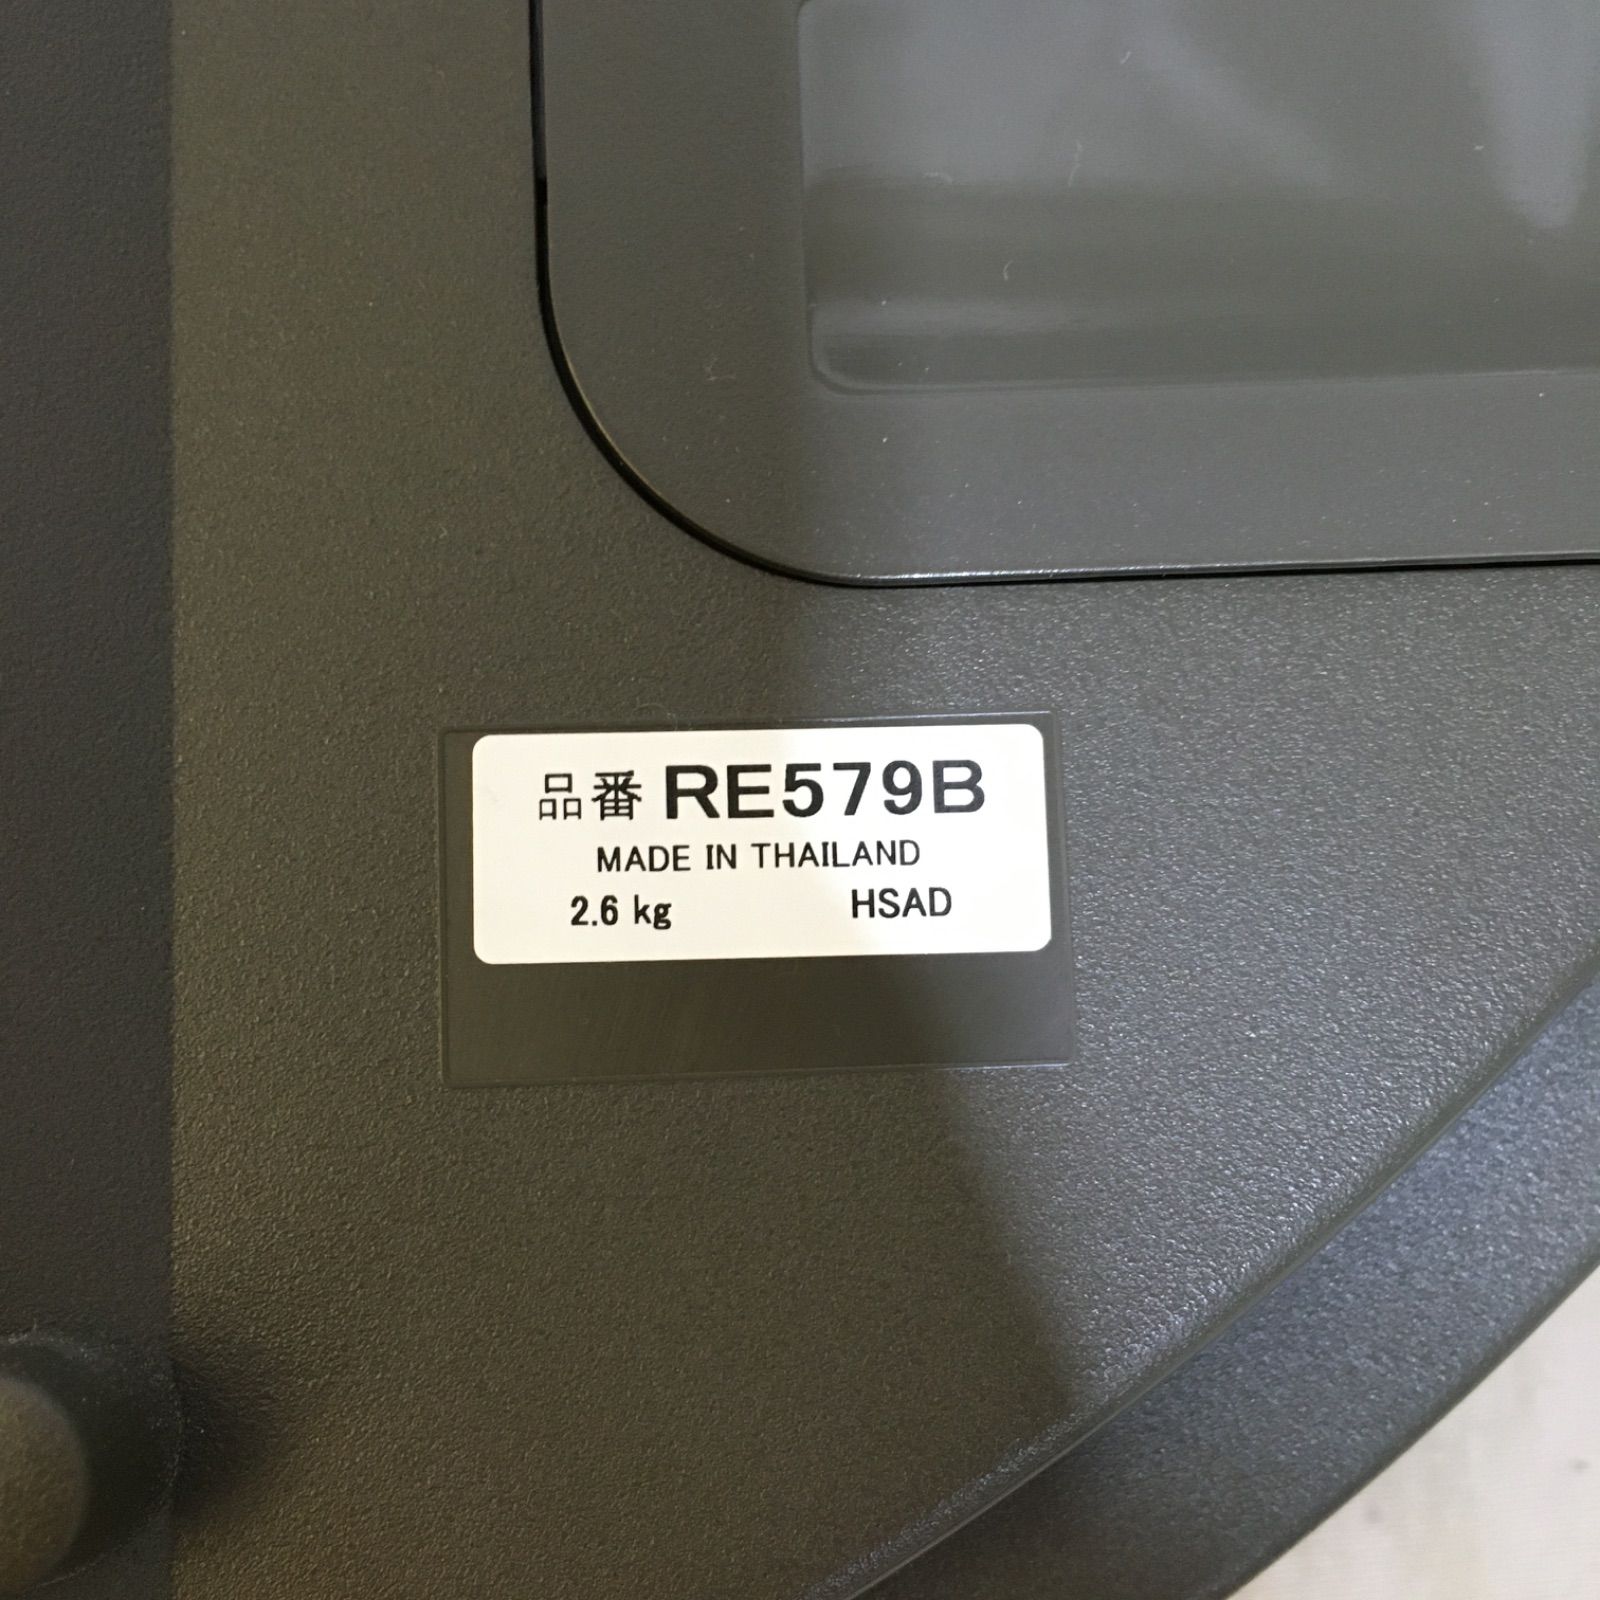 品番 RE579B
MADE IN THAILAND
2.6 kg HSAD